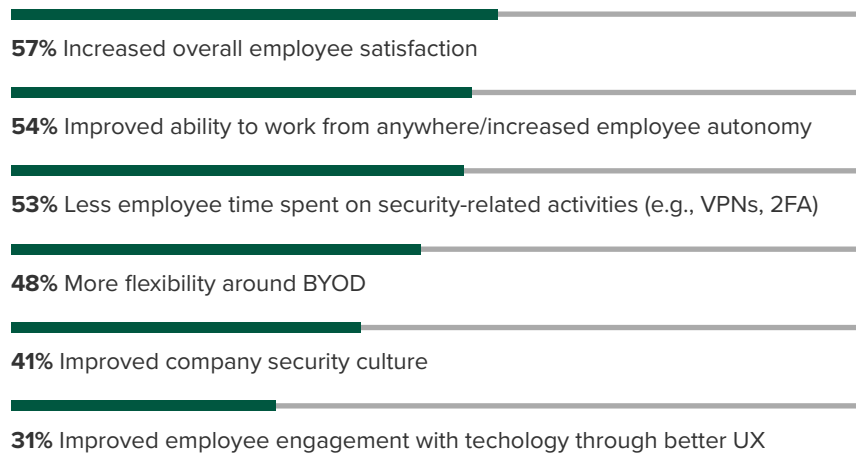 57% Increased overall employee satisfaction
54% Improved ability to work from anywhere/increased employee autonomy
53% Less employee time spent on security-related activities (e.g., VPNs, 2FA)
48% More flexibility around BYOD
41% Improved company security culture
31% Improved employee engagement with techology through better UX